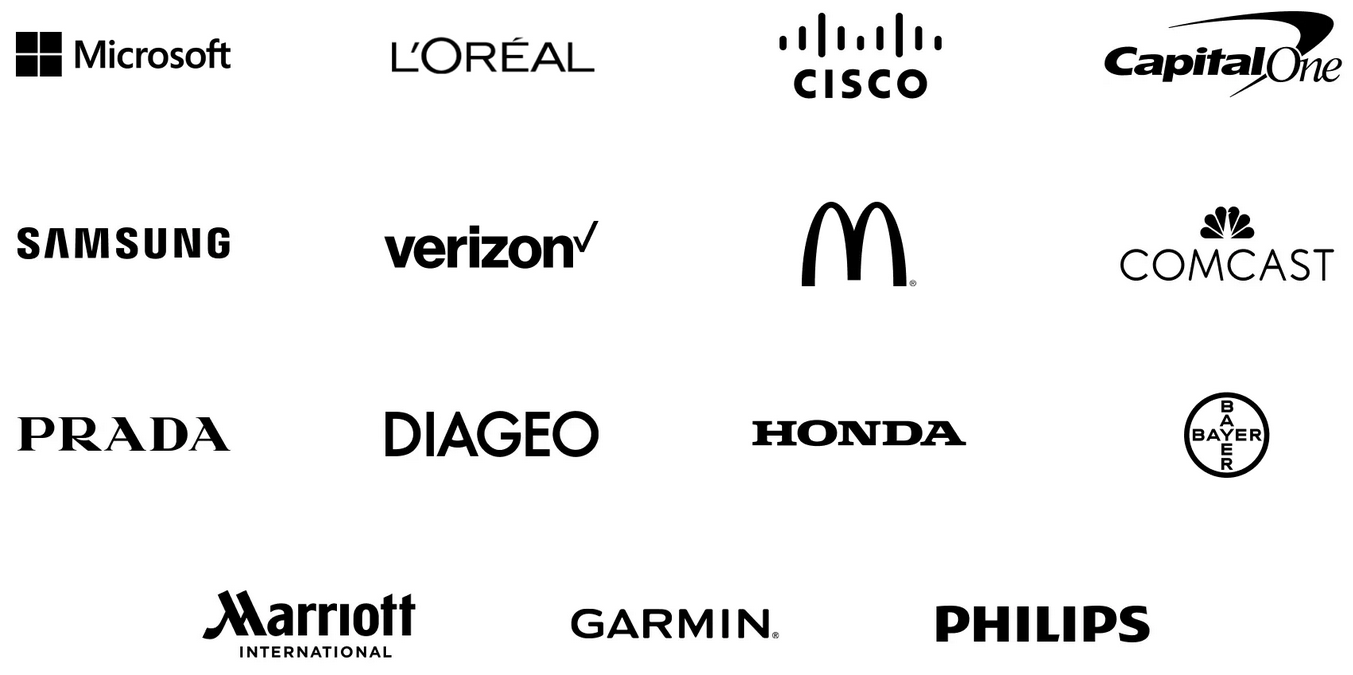 Microsoft
L'ORÉAL
CISCO
CapitalOne
SAMSUNG
verizon✓
M®
COMCAST
PRADA
DIAGEO
HONDA
BAYER
BAYER
Marriott
INTERNATIONAL
GARMIN®
PHILIPS